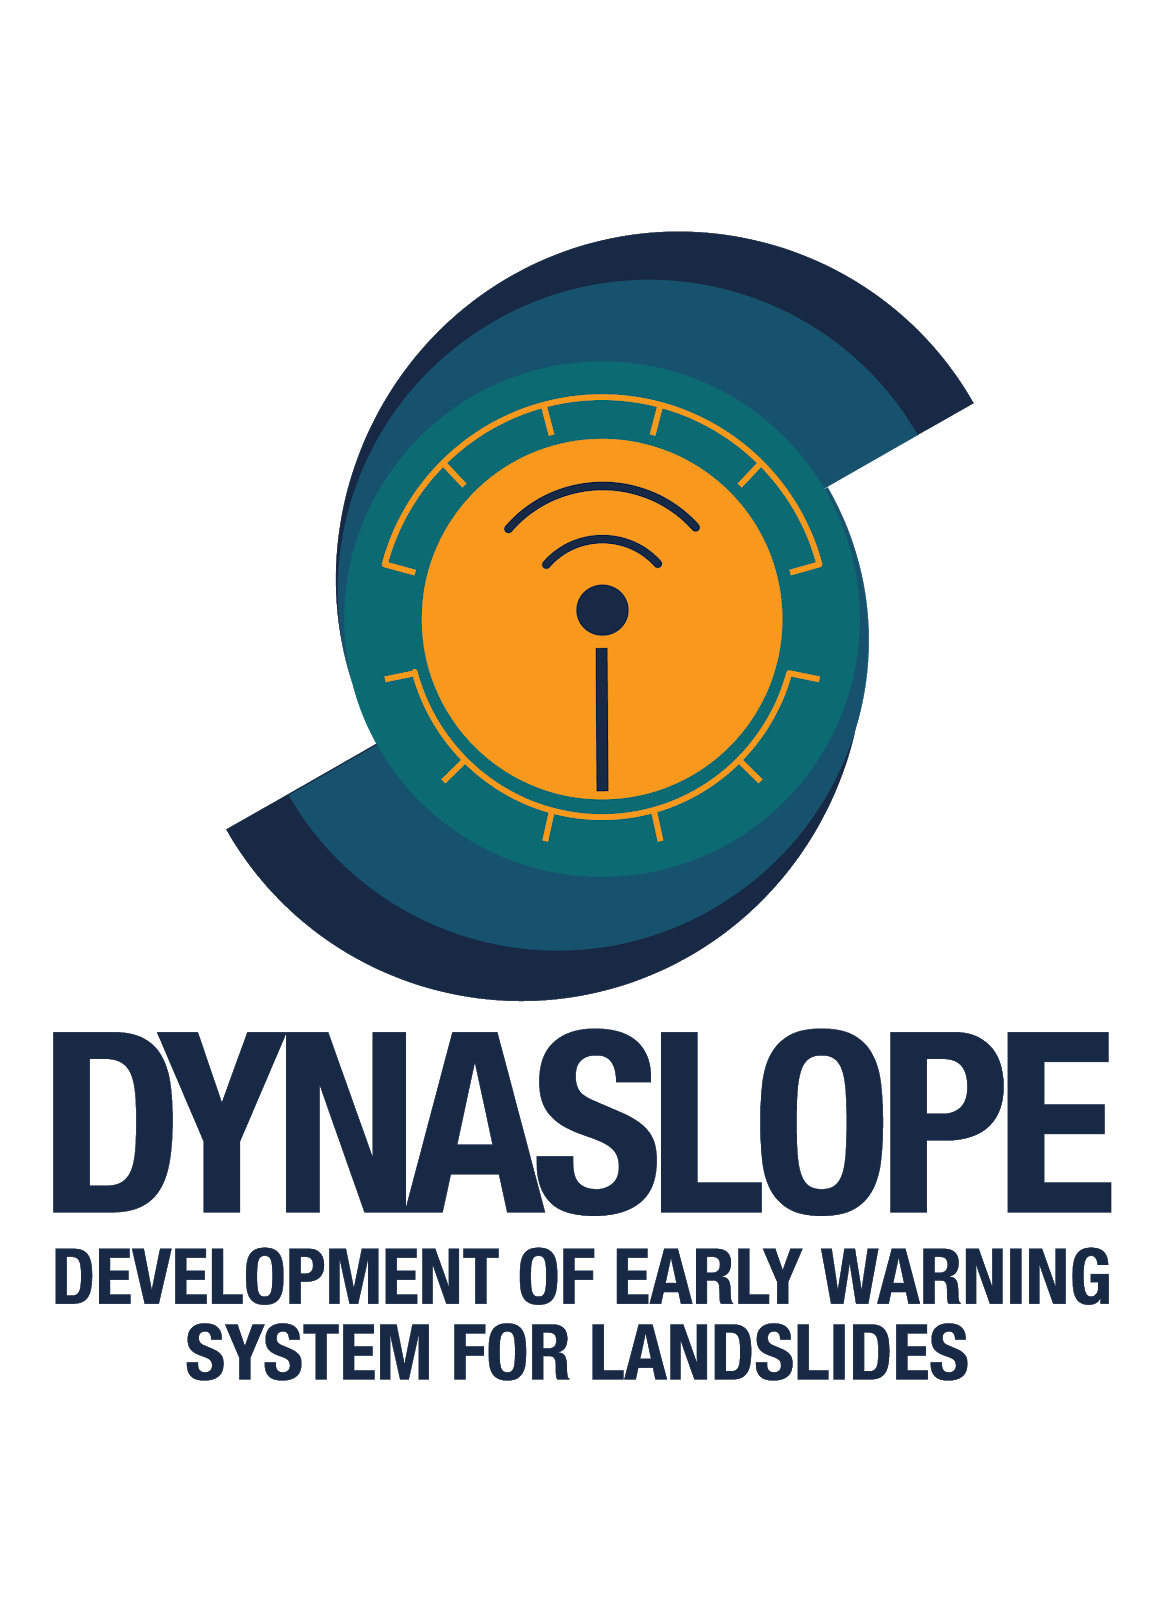 DYNASLOPE
DEVELOPMENT OF EARLY WARNING
SYSTEM FOR LANDSLIDES